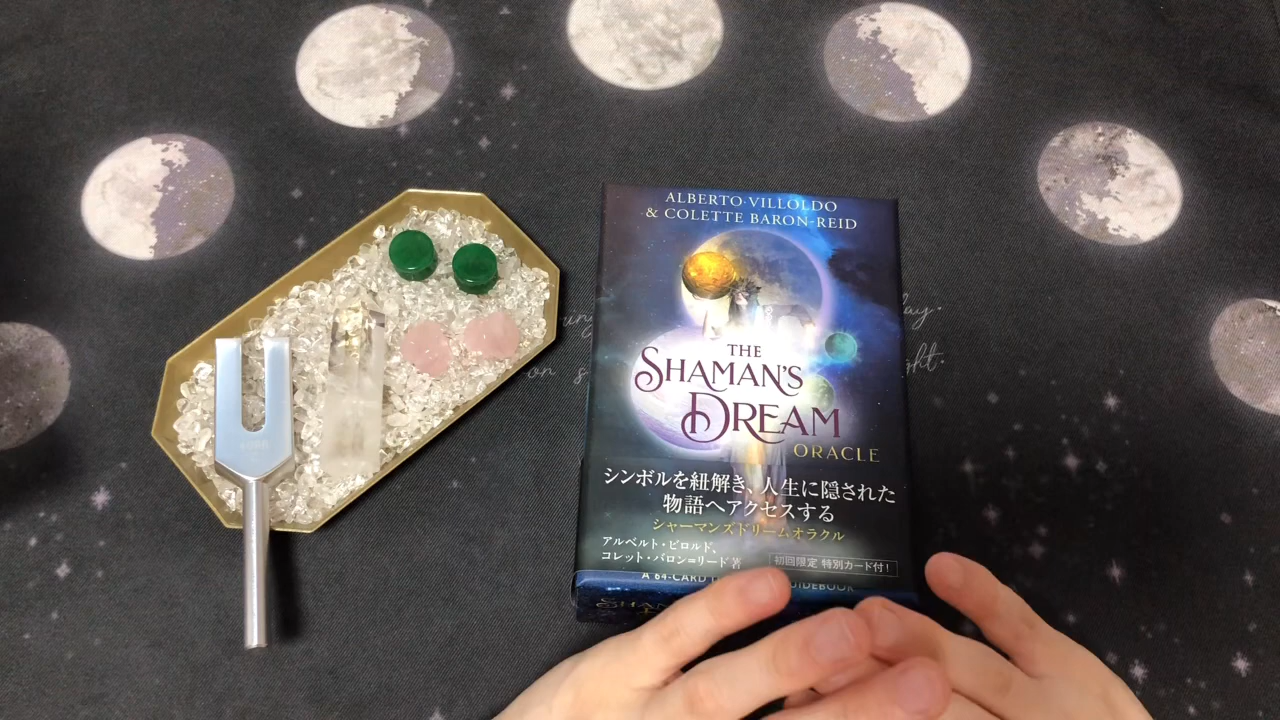 ALBERTO VILLOLDO
& COLETTE BARON-REID
THE
SHAMAN'S
DREAM
ORACLE
シンボルを紐解き、人生に隠された
物語へアクセスする
シャーマンズドリームオラクル
アルベルト・ビロルド、
コレット・バロン=リード 著
初回限定 特別カード付!
A 64-CARD
GUIDEBOOK